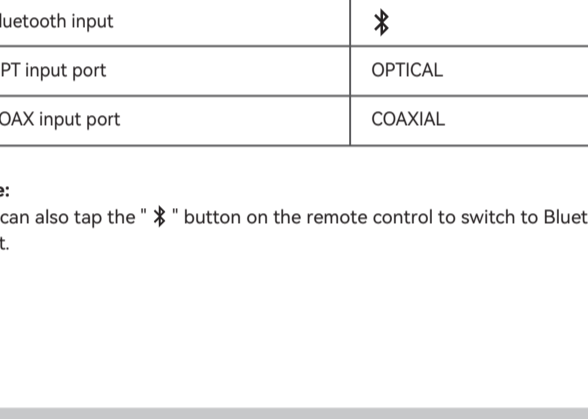 luetooth input
PT input port OPTICAL
OAX input port COAXIAL
e:
can also tap the " " button on the remote control to switch to Bluet
t.